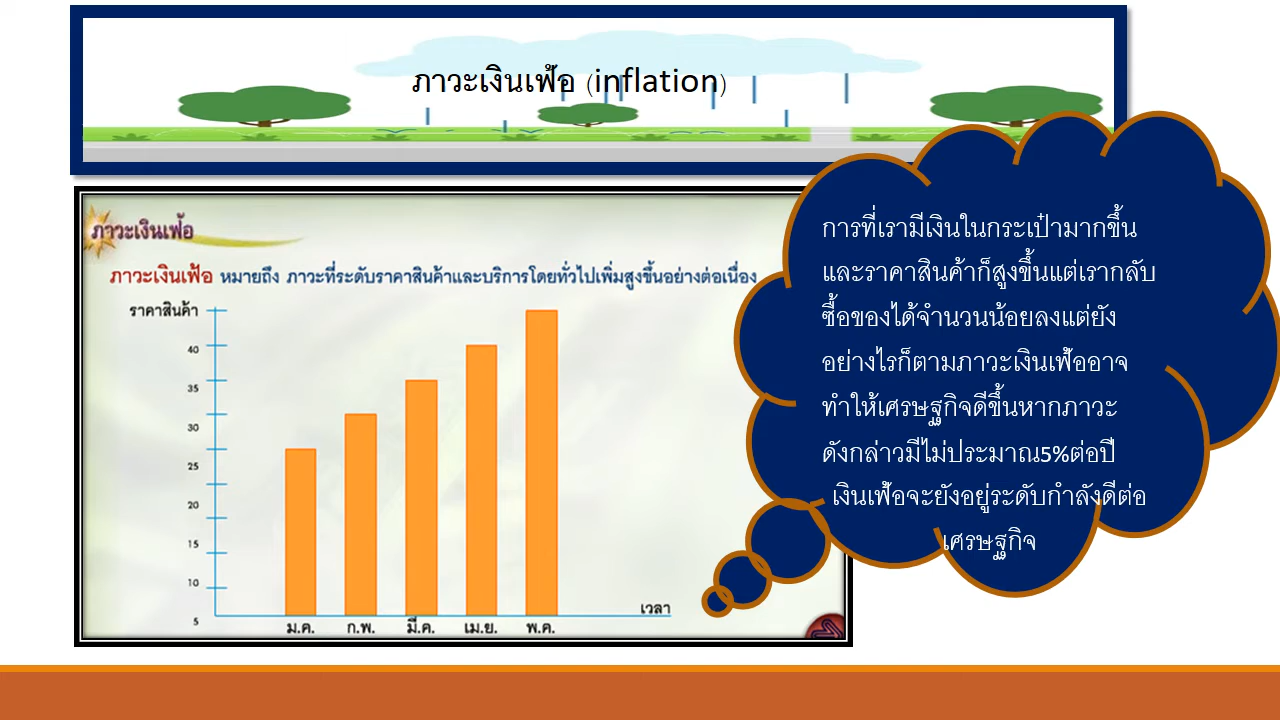 ภาวะเงินเฟ้อ (inflation)
ภาวะเงินเฟ้อ
ภาวะเงินเฟ้อ หมายถึง ภาวะที่ระดับราคาสินค้าและบริการโดยทั่วไปเพิ่มสูงขึ้นอย่างต่อเนื่อง
ราคาสินค้า
40
35
30
25
20
15
10
5
เวลา
ม.ค. ก.พ. มี.ค. เม.ย. พ.ค.
การที่เรามีเงินในกระเป๋ามากขึ้น
และราคาสินค้าก็สูงขึ้นแต่เรากลับ
ซื้อของได้จำนวนน้อยลงแต่ยัง
อย่างไรก็ตามภาวะเงินเฟ้ออาจ
ทำให้เศรษฐกิจดีขึ้นหากภาวะ
ดังกล่าวมีไม่ประมาณ5%ต่อปี
เงินเฟ้อจะยังอยู่ระดับกำลังดีต่อ
เศรษฐกิจ